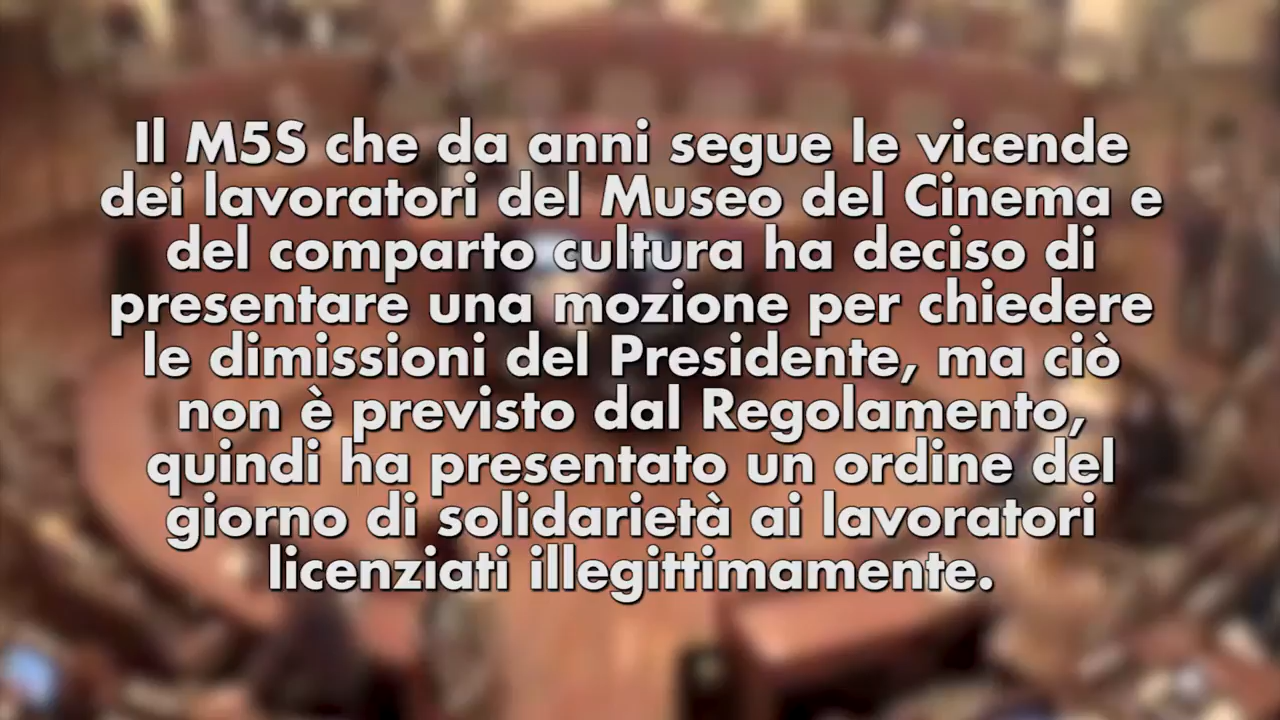 Il M5S che da anni segue le vicende
dei lavoratori del Museo del Cinema e
del comparto cultura ha deciso di
presentare una mozione per chiedere
le dimissioni del Presidente, ma ciò
non è previsto dal Regolamento,
quindi ha presentato un ordine del
giorno di solidarietà ai lavoratori
licenziati illegittimamente.